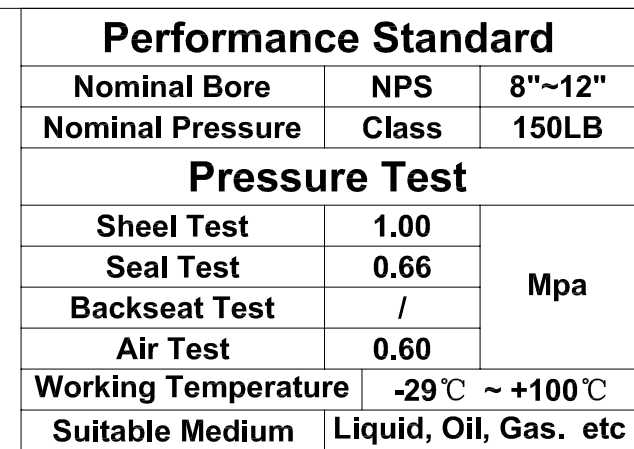 Performance Standard
Nominal Bore NPS 8"~12"
Nominal Pressure Class 150LB
Pressure Test
Sheel Test 1.00
Seal Test 0.66
Mpa
Backseat Test /
Air Test 0.60
Working Temperature -29℃ ~ +100℃
Suitable Medium Liquid, Oil, Gas. etc